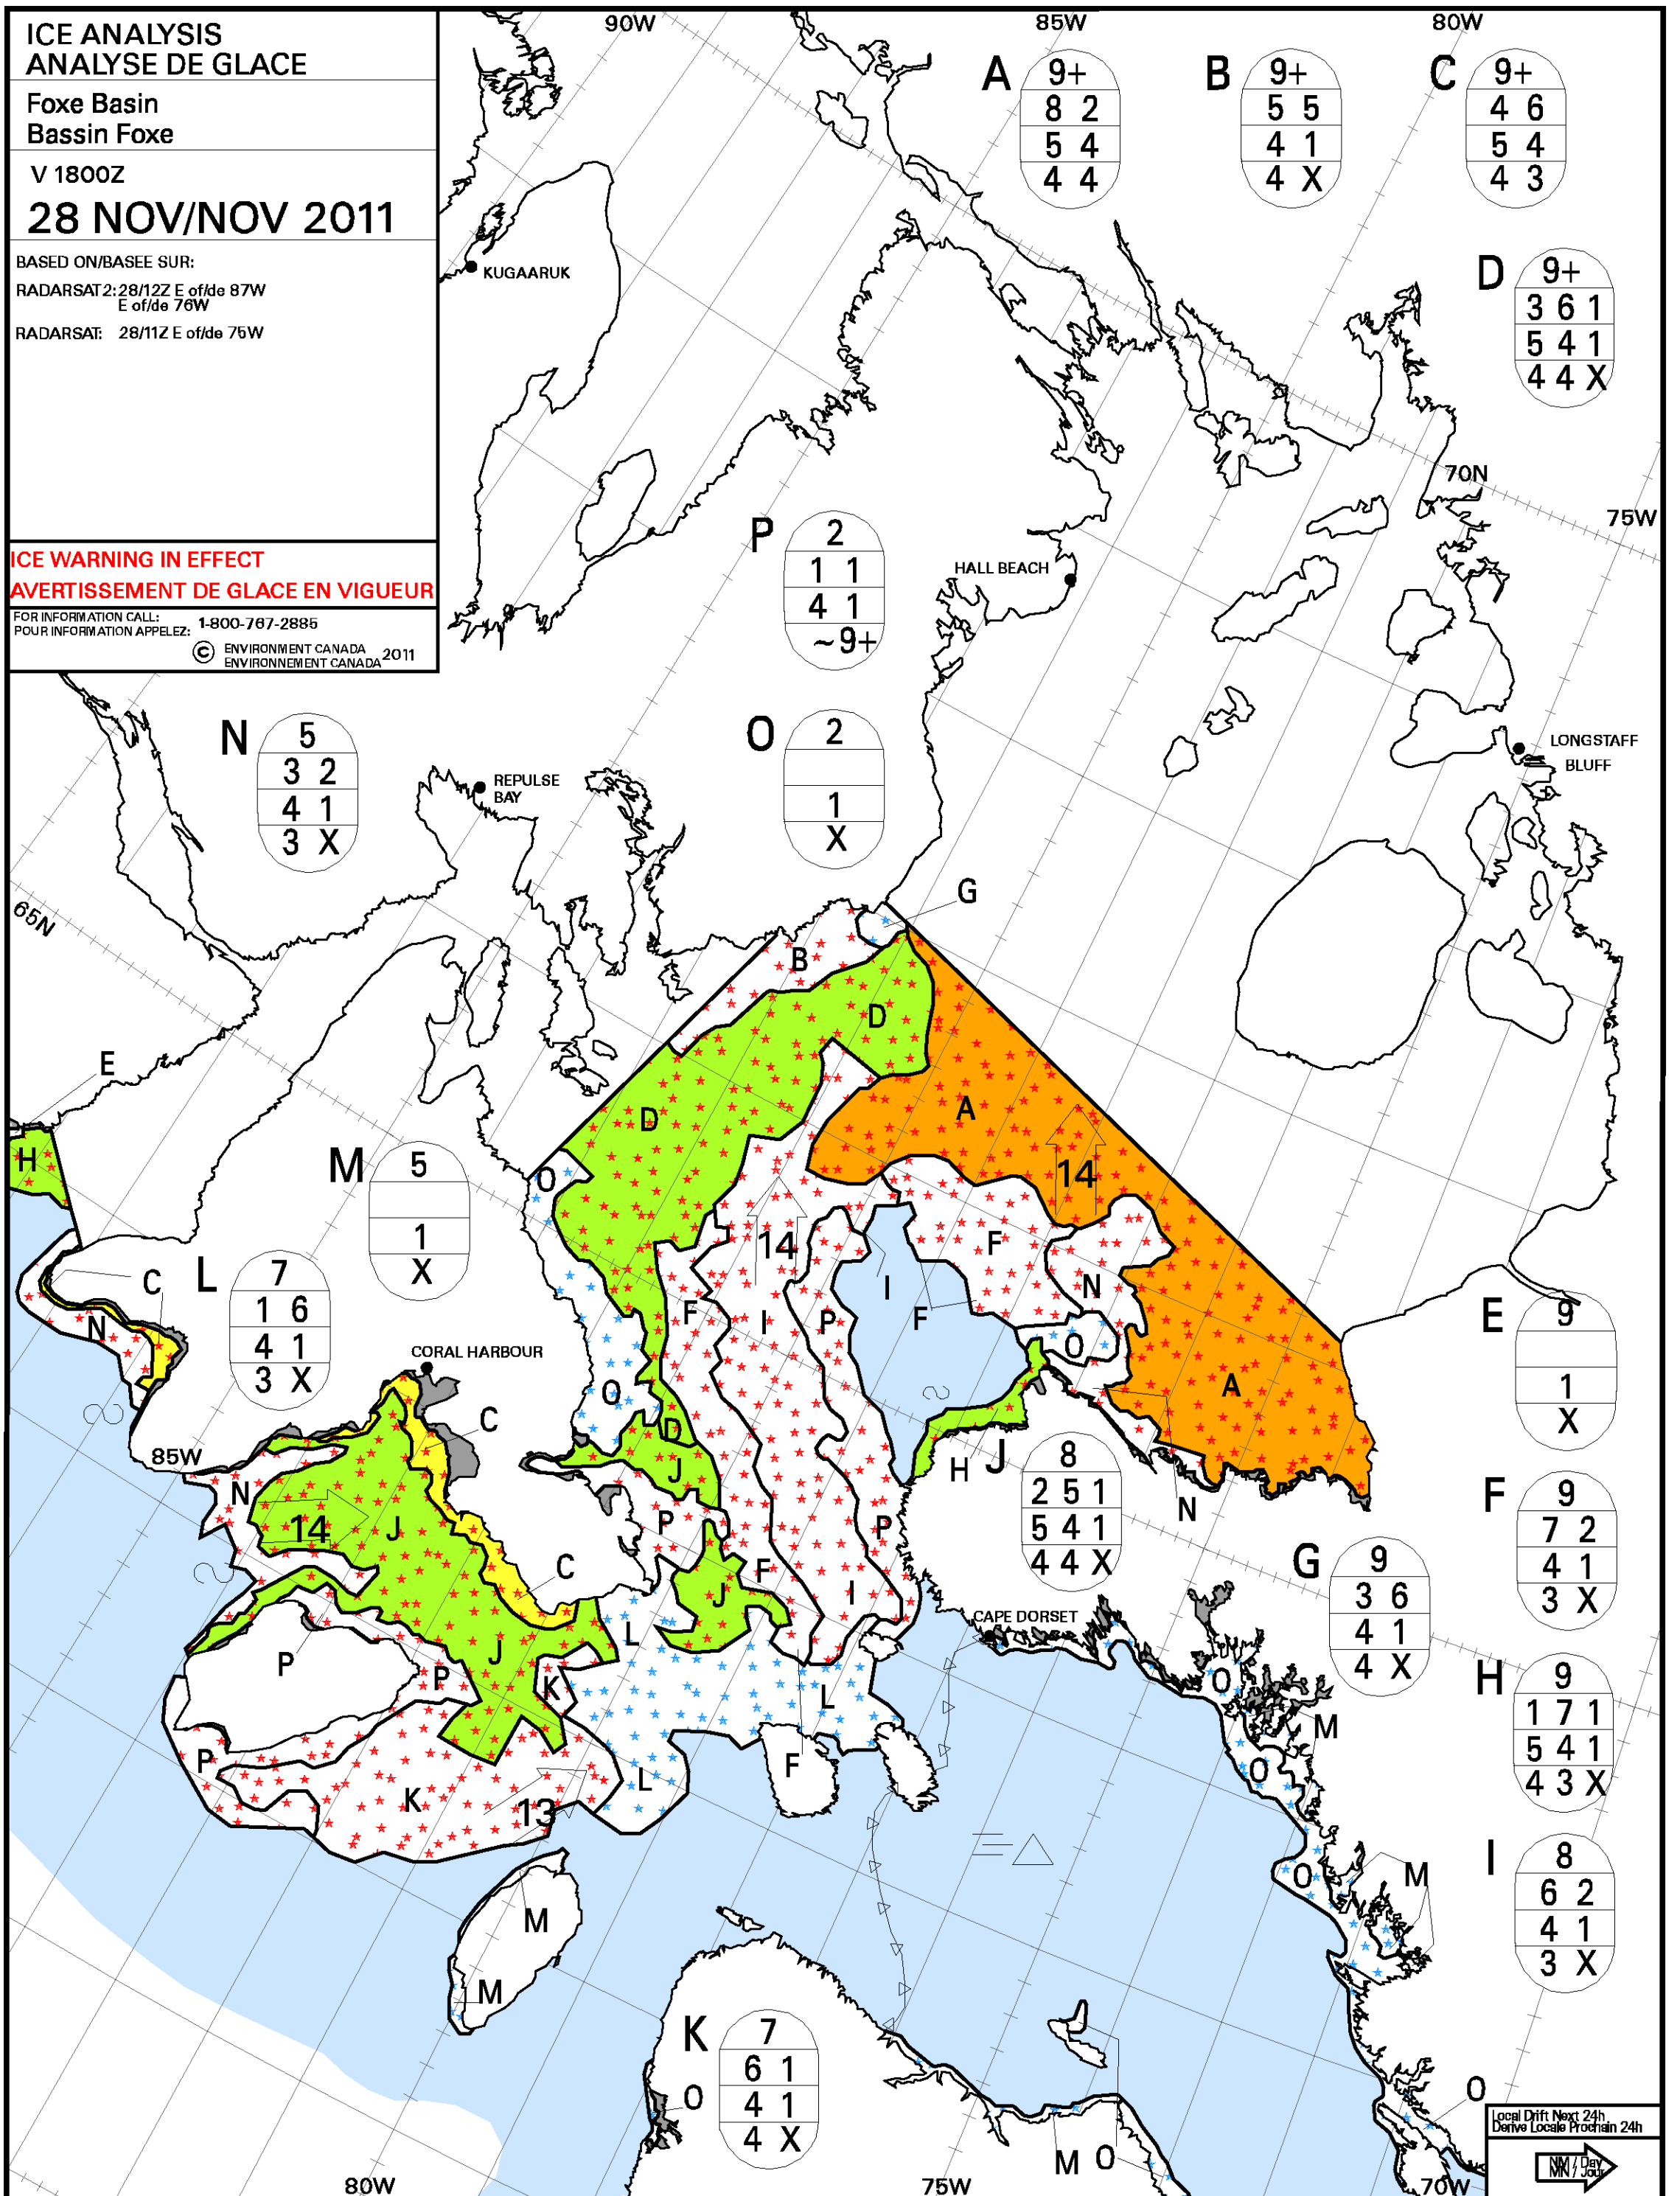 ICE ANALYSIS
ANALYSE DE GLACE
Foxe Basin
Bassin Foxe
V 1800Z
28 NOV/NOV 2011
BASED ON/BASEE SUR:
RADARSAT2: 28/12Z E of/de 87W
E of/de 76W
RADARSAT: 28/11Z E of/de 75W
ICE WARNING IN EFFECT
AVERTISSEMENT DE GLACE EN VIGUEUR
FOR INFORMATION CALL:
POUR INFORMATION APPELEZ: 1-800-767-2885
© ENVIRONMENT CANADA
ENVIRONNEMENT CANADA 2011
90W
85W
80W
A
9+
8 2
5 4
4 4
B
9+
5 5
4 1
4 X
C
9+
4 6
5 4
4 3
D
9+
3 6 1
5 4 1
4 4 X
KUGAARUK
70N
75W
P
2
1 1
4 1
~9+
HALL BEACH
N
5
3 2
4 1
3 X
O
2
1
X
LONGSTAFF
BLUFF
REPULSE
BAY
65N
G
B
D
E
D
A
H
M
5
1
X
O
14
14
F
C
L
7
1 6
4 1
3 X
I
N
E
9
1
X
N
F
I
P
F
O
CORAL HARBOUR
O
A
C
D
85W
J
H
J
8
2 5 1
5 4 1
4 4 X
N
F
9
7 2
4 1
3 X
N
14
J
P
P
G
9
3 6
4 1
4 X
C
F
J
I
CAPE DORSET
L
P
J
P
K
L
O
H
9
1 7 1
5 4 1
4 3 X
M
P
F
L
O
K
13
I
8
6 2
4 1
3 X
O
M
M
M
K
7
6 1
4 1
4 X
O
O
M O
80W
75W
70W
Local Drift Next 24h
Derive Locale Prochain 24h
NM / Day
MN / Jour